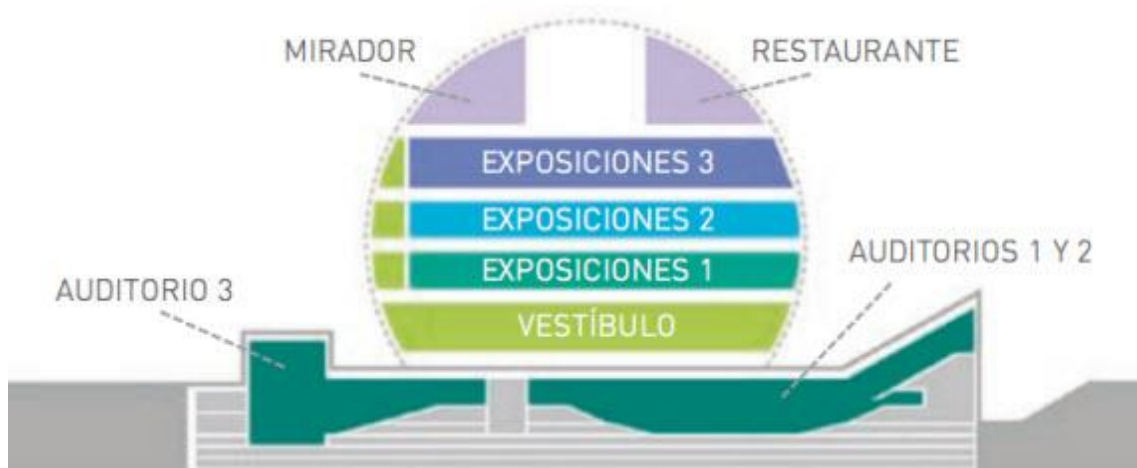 MIRADOR
RESTAURANTE
EXPOSICIONES 3
EXPOSICIONES 2
EXPOSICIONES 1
VESTÍBULO
AUDITORIO 3
AUDITORIOS 1 Y 2